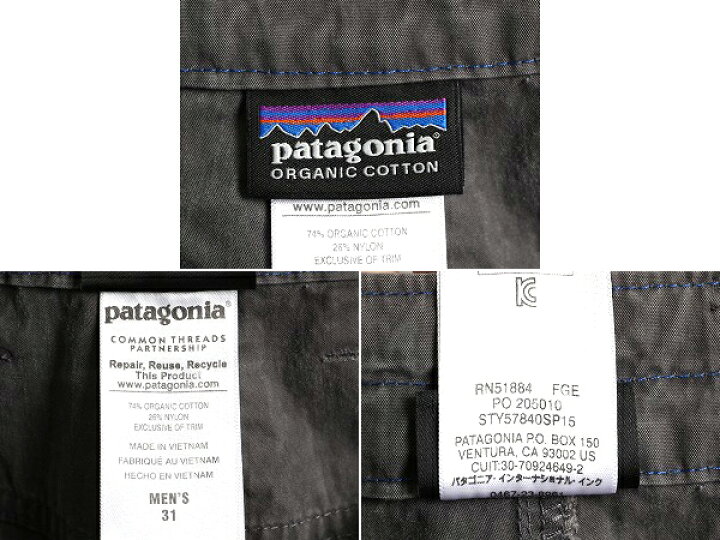 patagonia®
ORGANIC COTTON
www.patagonia.com
74% ORGANIC COTTON
26% NYLON
EXCLUSIVE OF TRIM
patagonia®
COMMON THREADS
PARTNERSHIP
Repair, Reuse, Recycle
This Product
www.patagonia.com
74% ORGANIC COTTON
26% NYLON
EXCLUSIVE OF TRIM
MADE IN VIETNAM
FABRIQUÉ AU VIETNAM
HECHO EN VIETNAM
MEN'S
31
RN51884 FGE
PO 205010
STY57840SP15
PATAGONIA P.O. BOX 150
VENTURA, CA 93002 US
CUIT:30-70924649-2
パタゴニア・インターナショナル・インク